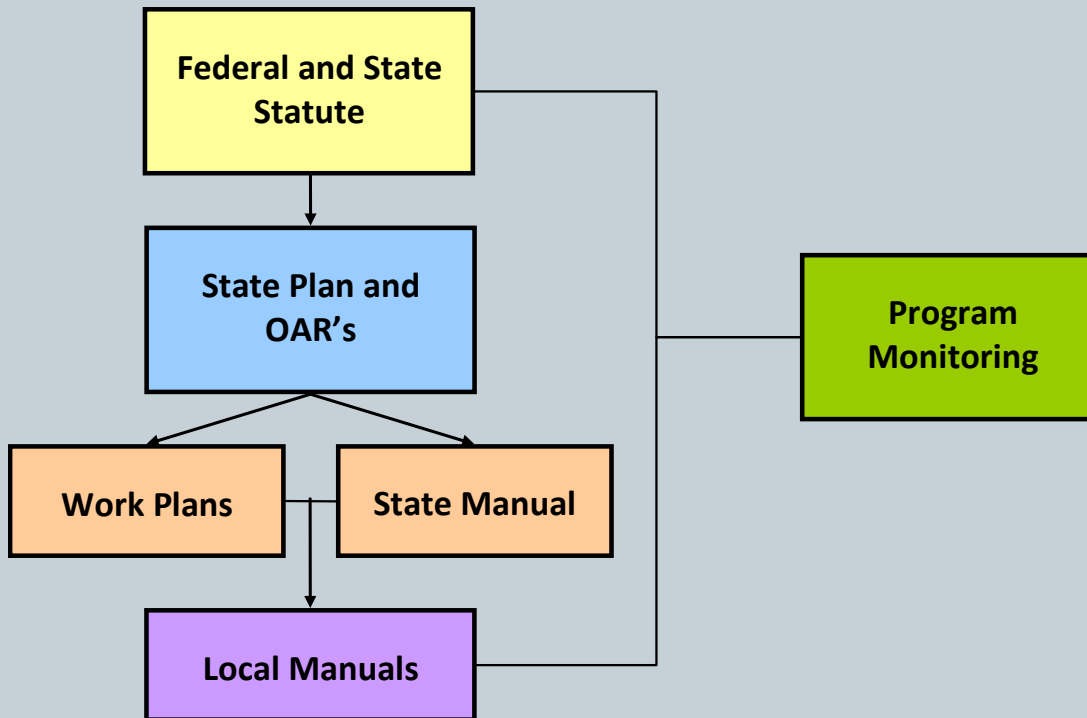 Federal and State
Statute
State Plan and
OAR’s
Program
Monitoring
Work Plans
State Manual
Local Manuals